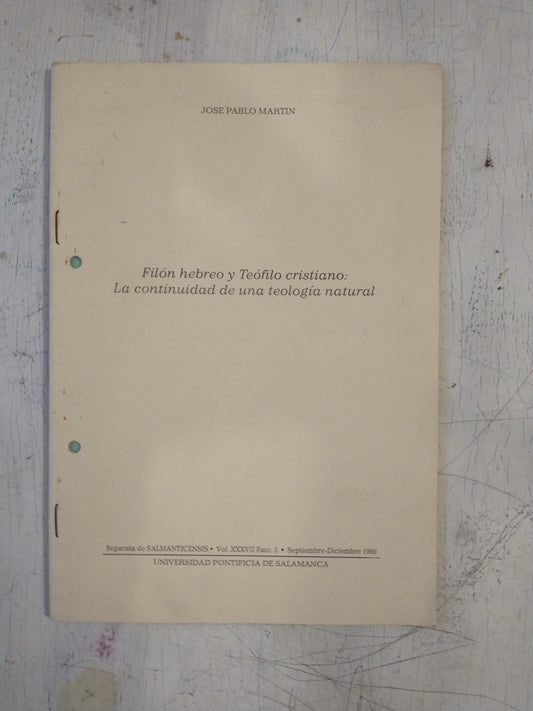 JOSE PABLO MARTIN
Filón hebreo y Teófilo cristiano:
La continuidad de una teología natural
Separata de SALMANTICENSIS • Vol. XXXVII Fasc. 3 • Septiembre-Diciembre 1990
UNIVERSIDAD PONTIFICIA DE SALAMANCA